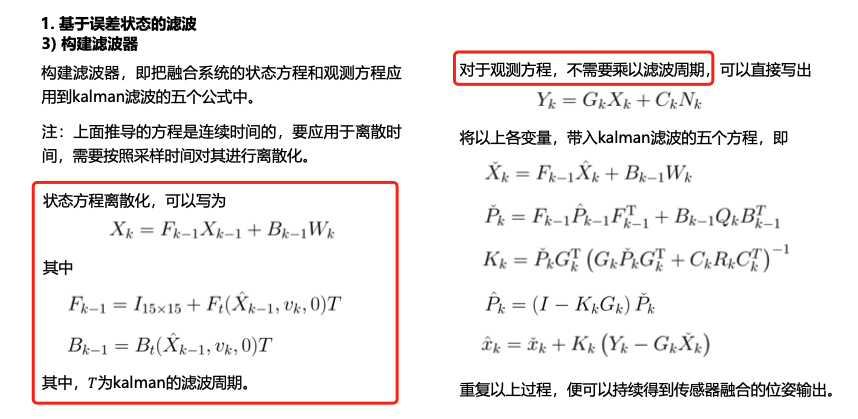 1. 基于误差状态的滤波
3) 构建滤波器
构建滤波器，即把融合系统的状态方程和观测方程应
用到kalman滤波的五个公式中。
注：上面推导的方程是连续时间的，要应用于离散时
间，需要按照采样时间对其进行离散化。
状态方程离散化，可以写为
$X_k = F_{k-1}X_{k-1} + B_{k-1}W_k$
其中
$F_{k-1} = I_{15\times 15} + F_t(\hat{X}_{k-1}, v_k, 0)T$
$B_{k-1} = B_t(\hat{X}_{k-1}, v_k, 0)T$
其中，$T$为kalman的滤波周期。
对于观测方程，不需要乘以滤波周期，可以直接写出
$Y_k = G_kX_k + C_kN_k$
将以上各变量，带入kalman滤波的五个方程，即
$\check{X}_k = F_{k-1}\hat{X}_k + B_{k-1}W_k$
$\check{P}_k = F_{k-1}\hat{P}_{k-1}F_{k-1}^{\mathrm{T}} + B_{k-1}Q_kB_{k-1}^T$
$K_k = \check{P}_kG_k^{\mathrm{T}} \left(G_k\check{P}_kG_k^{\mathrm{T}} + C_kR_kC_k^T\right)^{-1}$
$\hat{P}_k = (I - K_kG_k)\check{P}_k$
$\hat{x}_k = \check{x}_k + K_k\left(Y_k - G_k\check{X}_k\right)$
重复以上过程，便可以持续得到传感器融合的位姿输出。